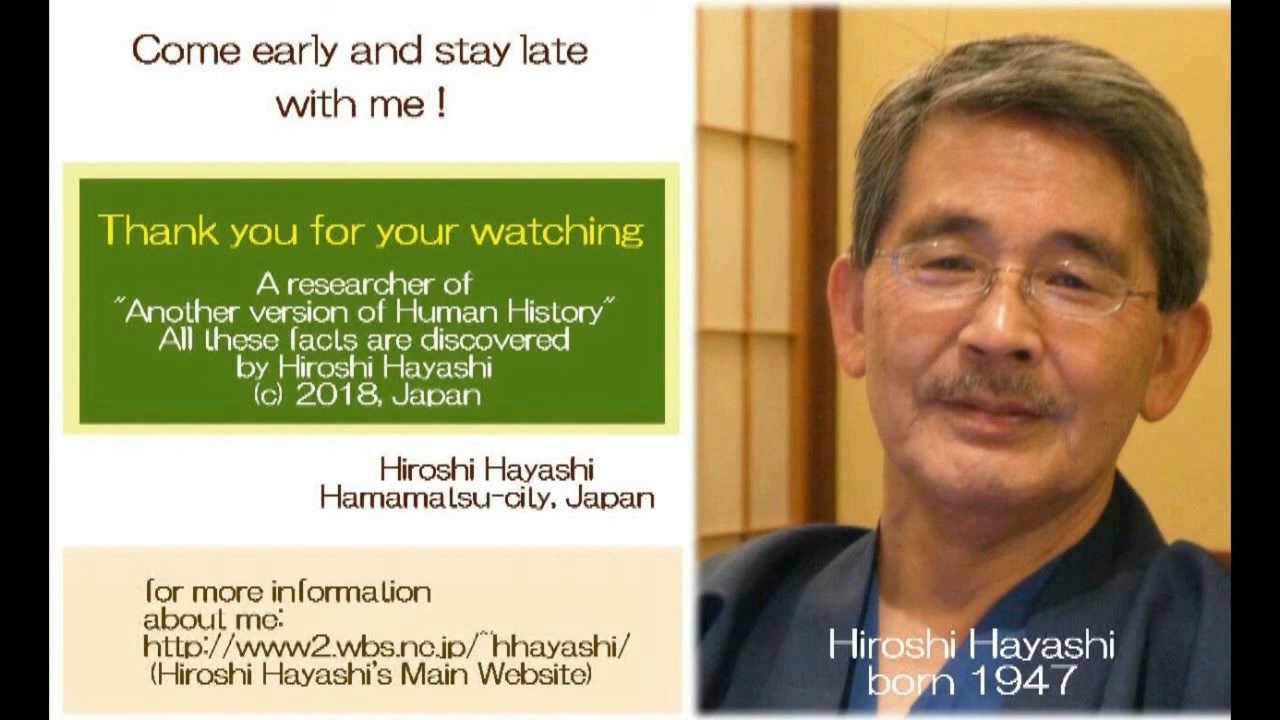 Come early and stay late
with me !
Thank you for your watching
A researcher of
"Another version of Human History"
All these facts are discovered
by Hiroshi Hayashi
(c) 2018, Japan
Hiroshi Hayashi
Hamamatsu-city, Japan
for more information
about me:
http://www2.wbs.ne.jp/~hhayashi/
(Hiroshi Hayashi's Main Website)
Hiroshi Hayashi
born 1947